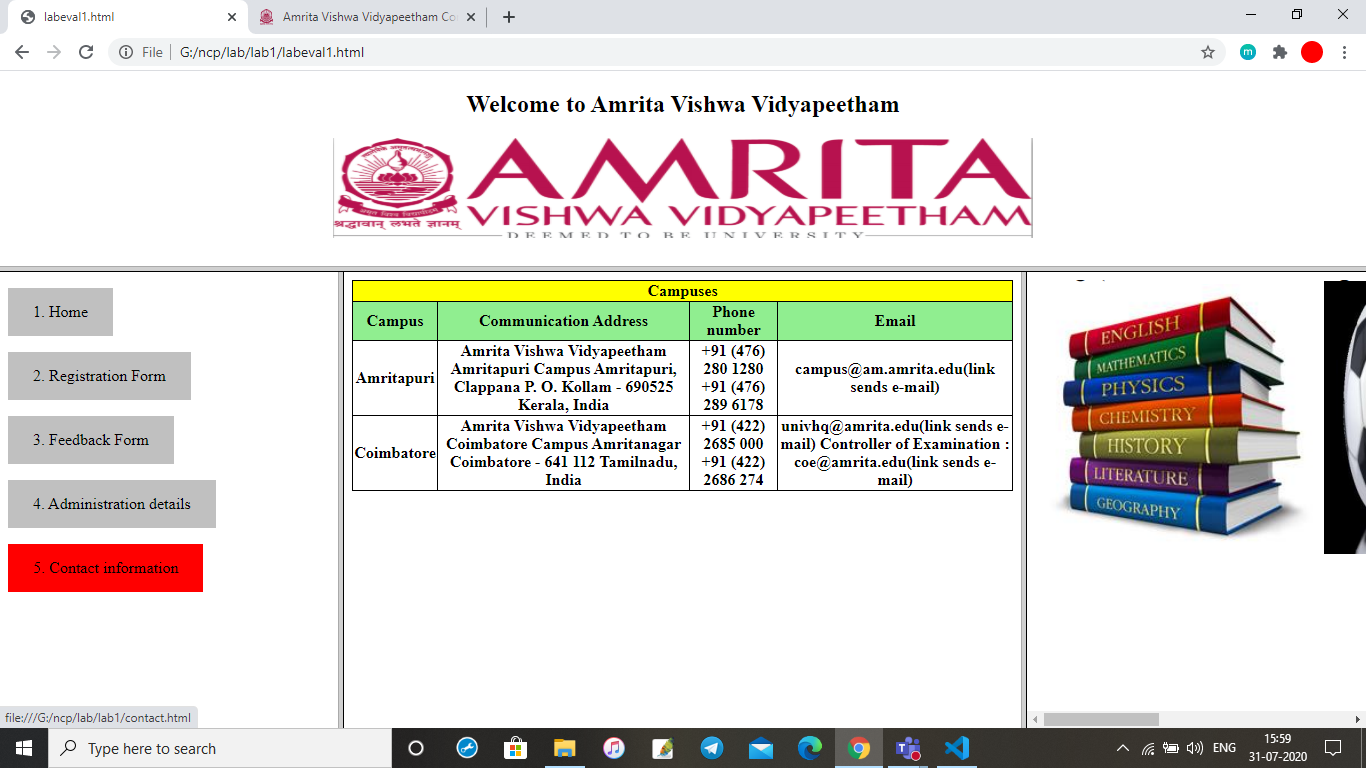 labeval1.html
Amrita Vishwa Vidyapeetham Co
File
G:/ncp/lab/lab1/labeval1.html
m
Welcome to Amrita Vishwa Vidyapeetham
AMRITA
VISHWA VIDYAPEETHAM
DEEMED TO BE UNIVERSITY
श्रद्धावान् लभते ज्ञानम्
1. Home
2. Registration Form
3. Feedback Form
4. Administration details
5. Contact information
Campuses
Campus Communication Address Phone number Email
Amritapuri
Amrita Vishwa Vidyapeetham
Amritapuri Campus Amritapuri,
Clappana P. O. Kollam - 690525
Kerala, India
+91 (476)
280 1280
+91 (476)
289 6178
campus@am.amrita.edu(link
sends e-mail)
Coimbatore
Amrita Vishwa Vidyapeetham
Coimbatore Campus Amritanagar
Coimbatore - 641 112 Tamilnadu,
India
+91 (422)
2685 000
+91 (422)
2686 274
univhq@amrita.edu(link sends e-
mail) Controller of Examination :
coe@amrita.edu(link sends e-
mail)
ENGLISH
MATHEMATICS
PHYSICS
CHEMISTRY
HISTORY
LITERATURE
GEOGRAPHY
file:///G:/ncp/lab/lab1/contact.html
Type here to search
ENG
15:59
31-07-2020